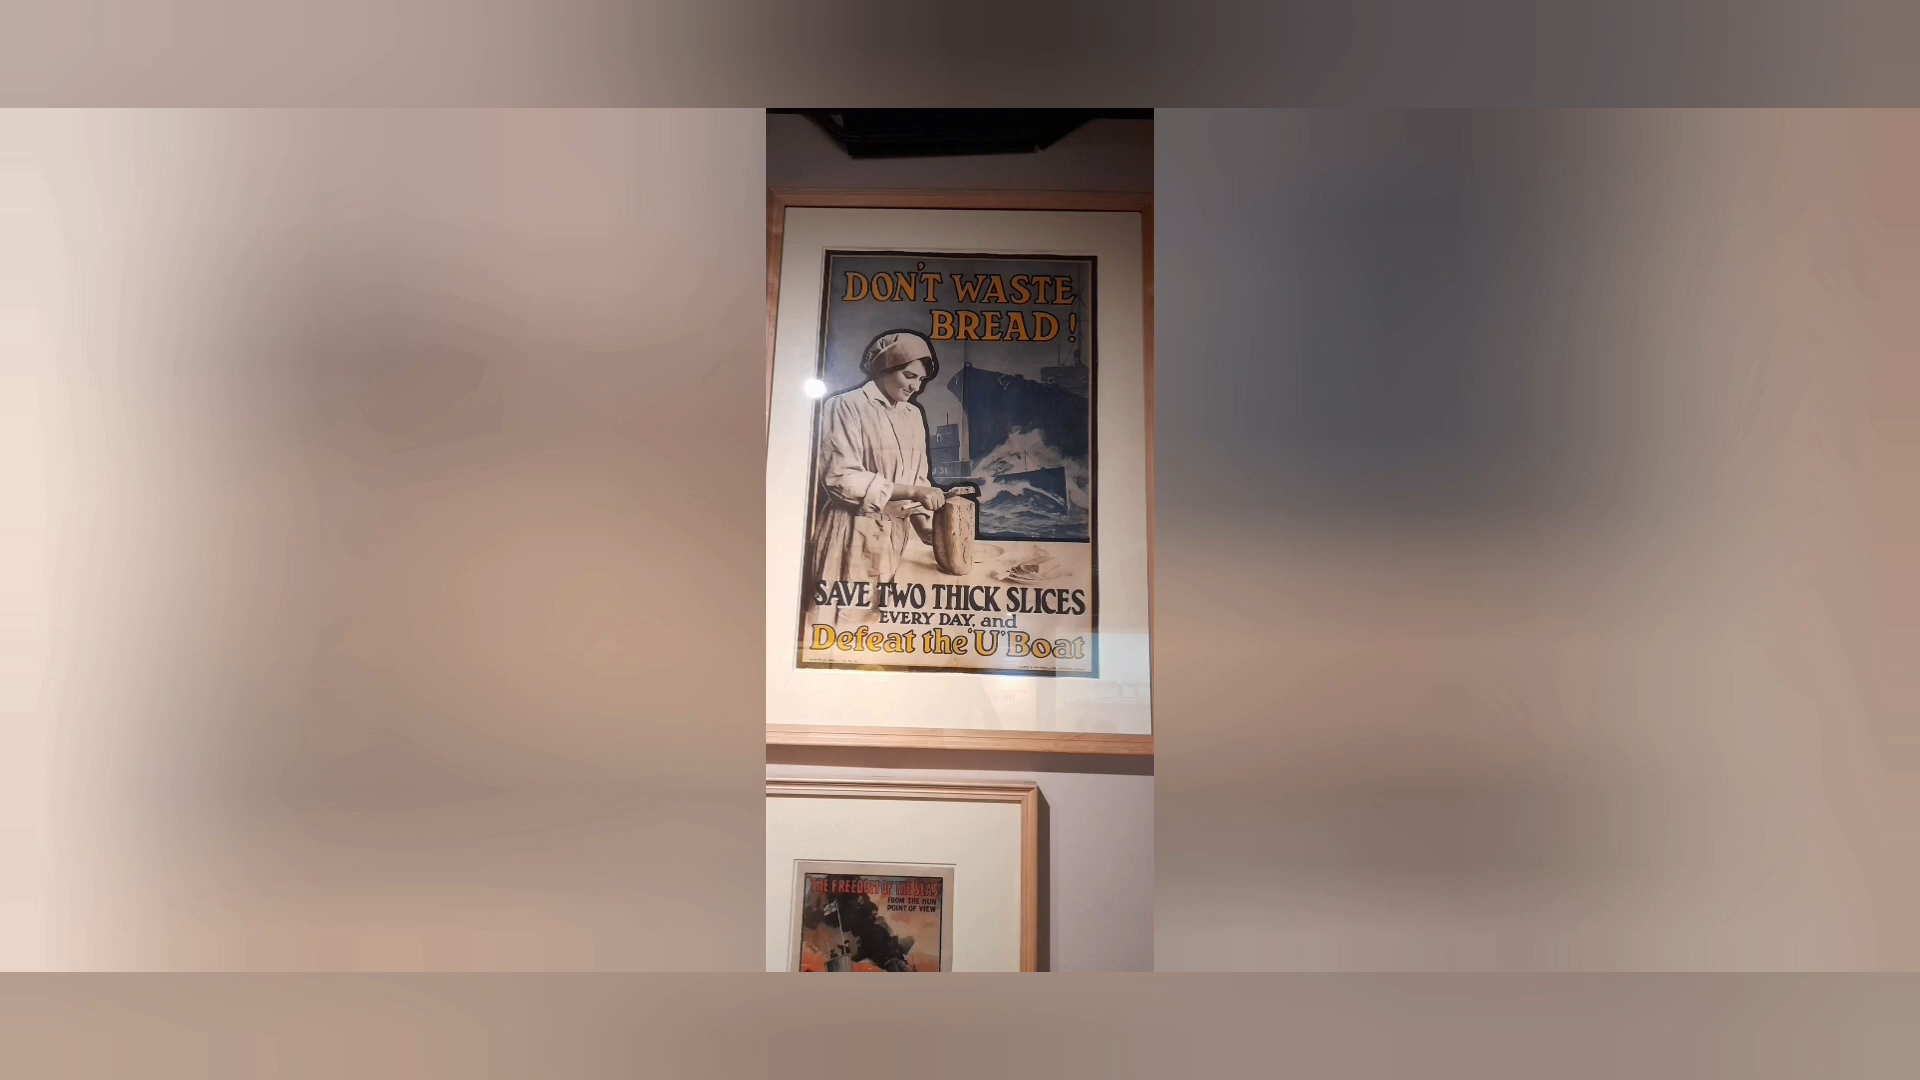 DON'T WASTE
BREAD!
31
SAVE TWO THICK SLICES
EVERY DAY, and
Defeat the 'U' Boat
THE FREEDOM OF THE SEAS
FROM THE HUN
POINT OF VIEW